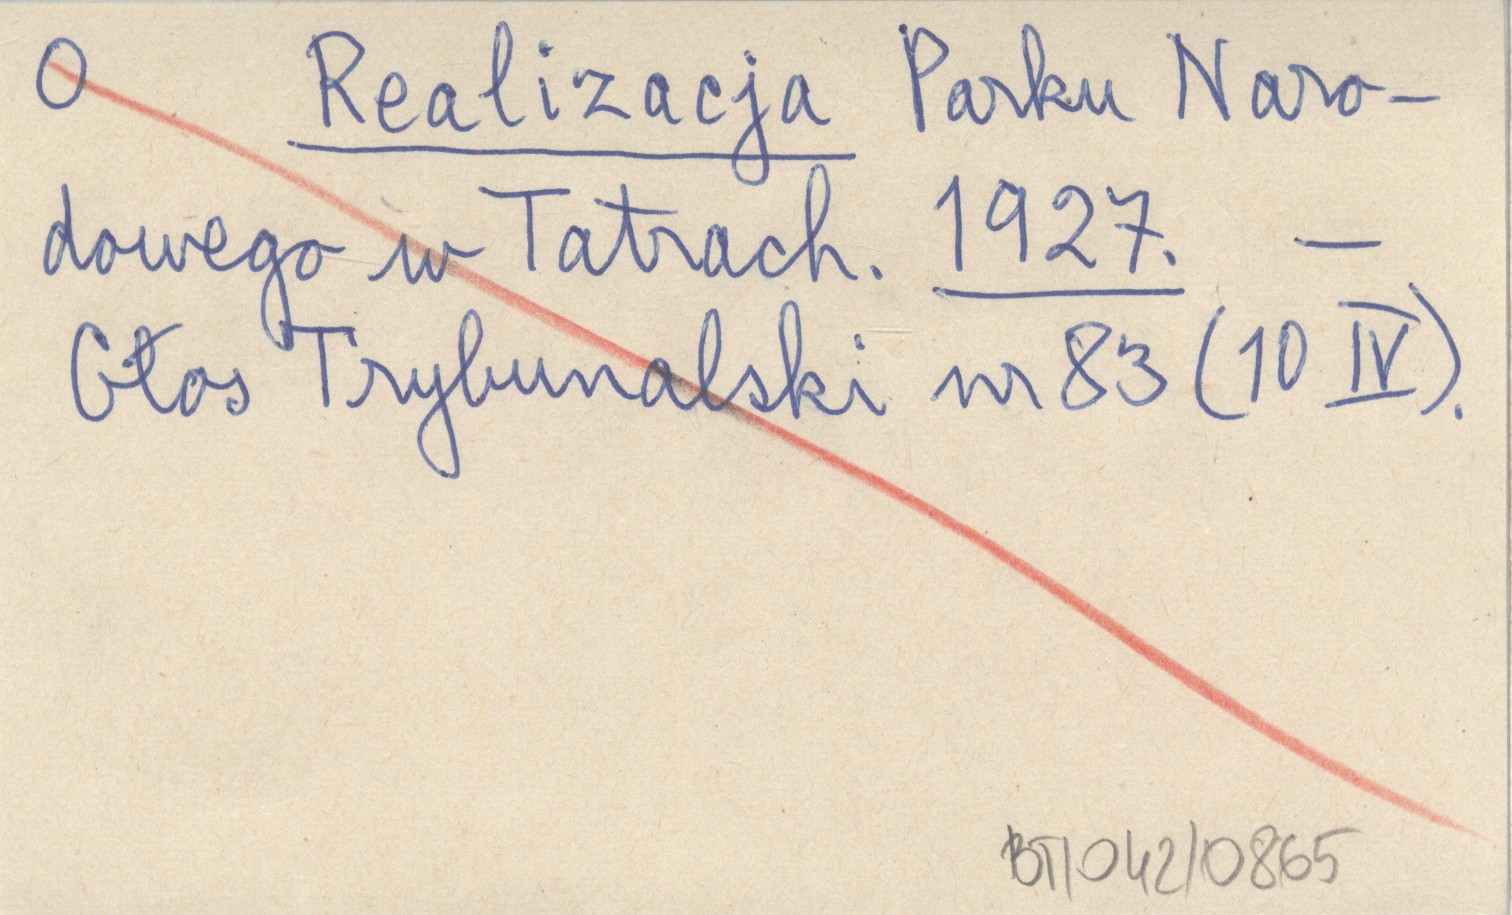 O Realizacja Parku Naro-
dowego w Tatrach. 1927. —
Głos Trybunalski nr 83 (10 IV).
BT/042/0865